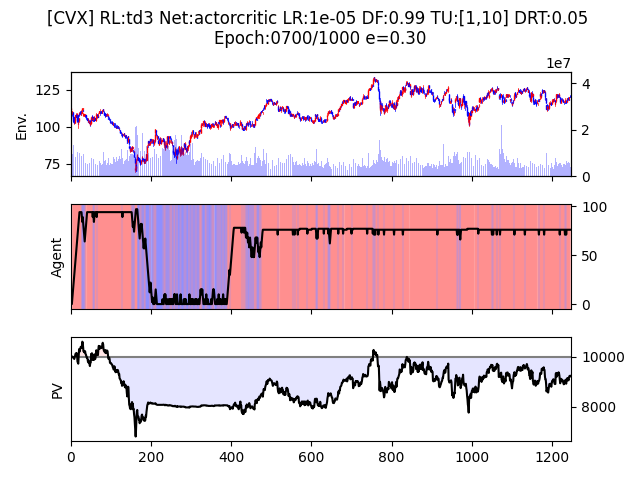 [CVX] RL:td3 Net:actorcritic LR:1e-05 DF:0.99 TU:[1,10] DRT:0.05
Epoch:0700/1000 e=0.30
1e7
Env.
125
100
75
4
2
0
Agent
100
50
0
PV
10000
8000
0 200 400 600 800 1000 1200